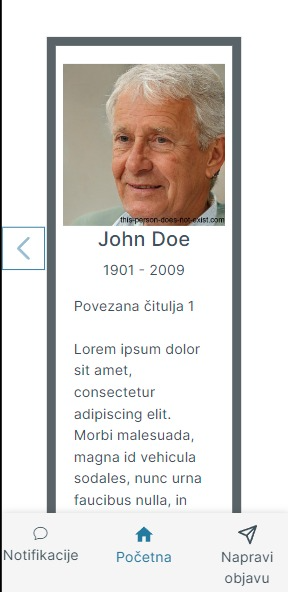 this-person-does-not-exist.com
John Doe
1901 - 2009
Povezana čitulja 1
Lorem ipsum dolor
sit amet,
consectetur
adipiscing elit.
Morbi malesuada,
magna id vehicula
sodales, nunc urna
faucibus nulla, in
Notifikacije
Početna
Napravi
objavu